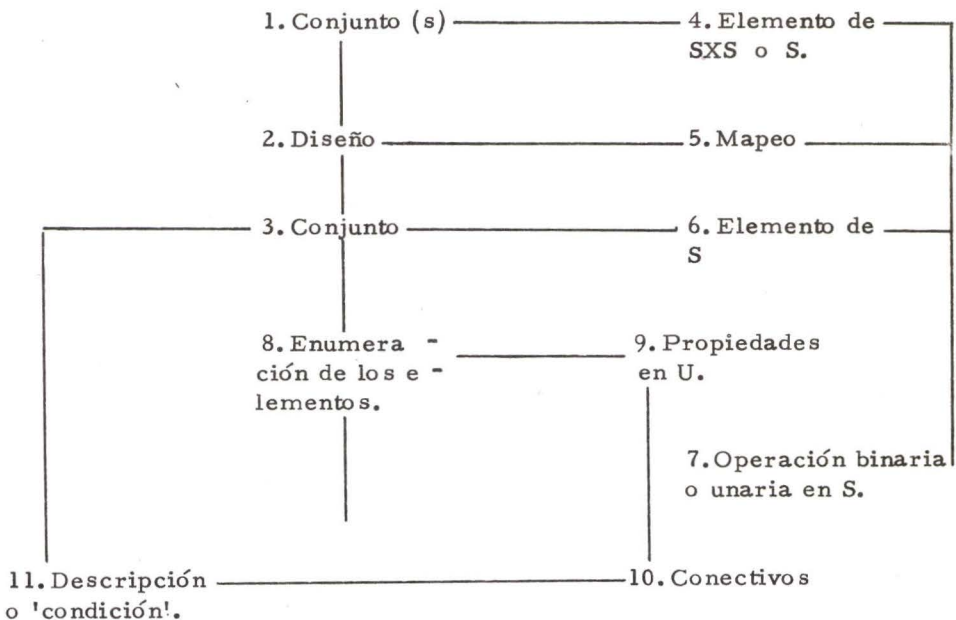 1. Conjunto (s)
4. Elemento de
SXS o S.
2. Diseño
5. Mapeo
3. Conjunto
6. Elemento de
S
8. Enumera -
ción de los e -
lementos.
9. Propiedades
en U.
7. Operación binaria
o unaria en S.
11. Descripción
o 'condición'.
10. Conectivos